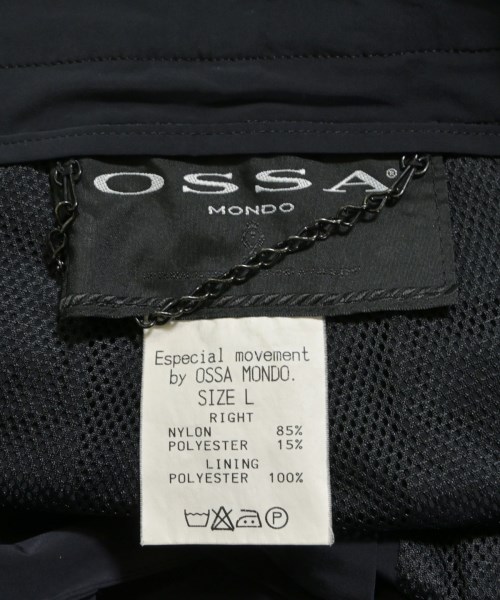 OSSA®
MONDO
Especial movement
by OSSA MONDO.
SIZE L
RIGHT
NYLON 85%
POLYESTER 15%
LINING
POLYESTER 100%
P